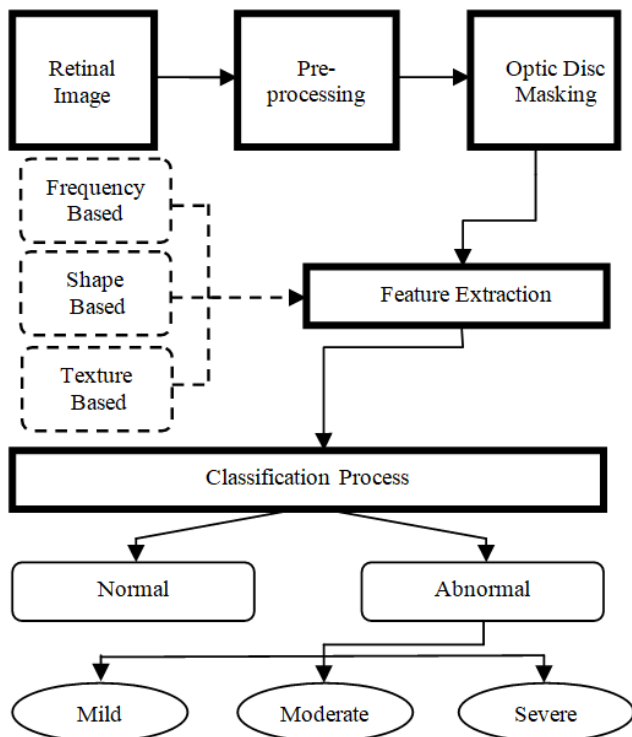 Retinal
Image
Pre-
processing
Optic Disc
Masking
Frequency
Based
Shape
Based
Texture
Based
Feature Extraction
Classification Process
Normal
Abnormal
Mild
Moderate
Severe